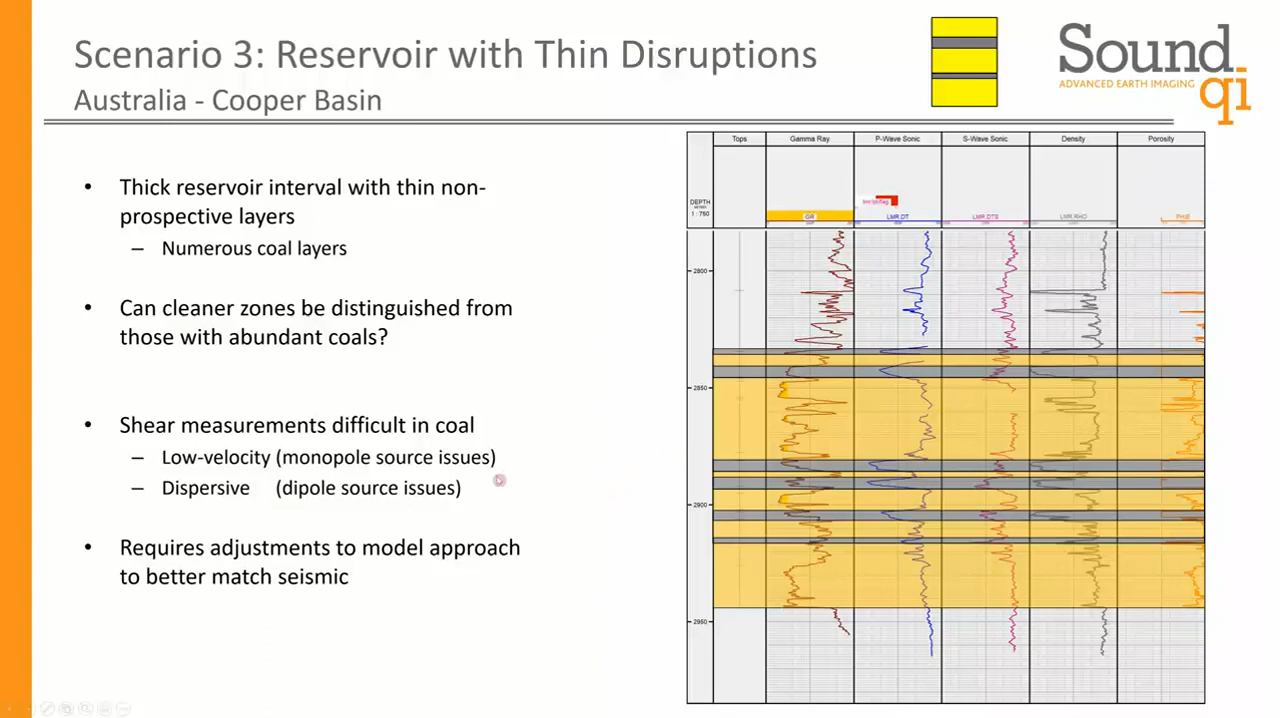 Scenario 3: Reservoir with Thin Disruptions
Australia - Cooper Basin
Sound
qi
ADVANCED EARTH IMAGING
• Thick reservoir interval with thin non-
prospective layers
– Numerous coal layers
• Can cleaner zones be distinguished from
those with abundant coals?
• Shear measurements difficult in coal
– Low-velocity (monopole source issues)
– Dispersive (dipole source issues)
• Requires adjustments to model approach
to better match seismic
Tops Gamma Ray P-Wave Sonic S-Wave Sonic Density Porosity
DEPTH
1 : 750
GR LMR.DT LMR.DTS LMR.RHO PHIE
2800
2850
2900
2950